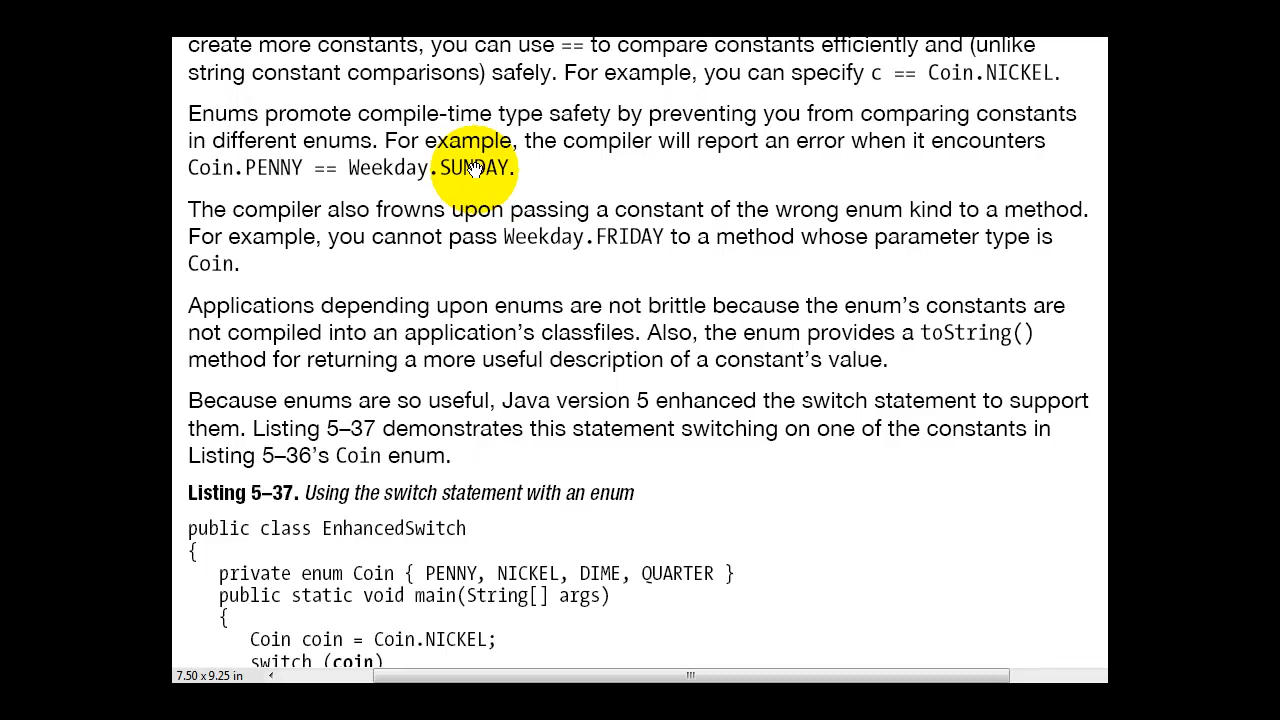 create more constants, you can use == to compare constants efficiently and (unlike
string constant comparisons) safely. For example, you can specify c == Coin.NICKEL.
Enums promote compile-time type safety by preventing you from comparing constants
in different enums. For example, the compiler will report an error when it encounters
Coin.PENNY == Weekday.SUNDAY.
The compiler also frowns upon passing a constant of the wrong enum kind to a method.
For example, you cannot pass Weekday.FRIDAY to a method whose parameter type is
Coin.
Applications depending upon enums are not brittle because the enum's constants are
not compiled into an application's classfiles. Also, the enum provides a toString()
method for returning a more useful description of a constant's value.
Because enums are so useful, Java version 5 enhanced the switch statement to support
them. Listing 5–37 demonstrates this statement switching on one of the constants in
Listing 5–36's Coin enum.
Listing 5–37. Using the switch statement with an enum
public class EnhancedSwitch
{
private enum Coin { PENNY, NICKEL, DIME, QUARTER }
public static void main(String[] args)
{
Coin coin = Coin.NICKEL;
switch (coin)
7.50 x 9.25 in